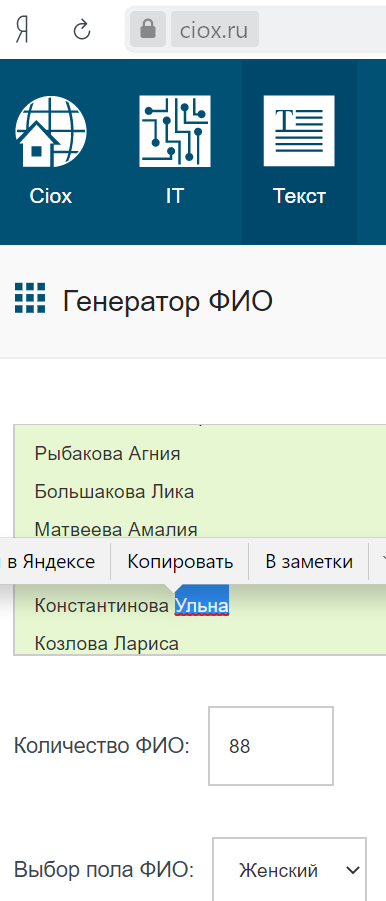 ciox.ru
Ciox
IT
Текст
Генератор ФИО
Рыбакова Агния
Большакова Лика
Матвеева Амалия
в Яндексе Копировать В заметки
Константинова Ульна
Козлова Лариса
Количество ФИО: 88
Выбор пола ФИО: Женский